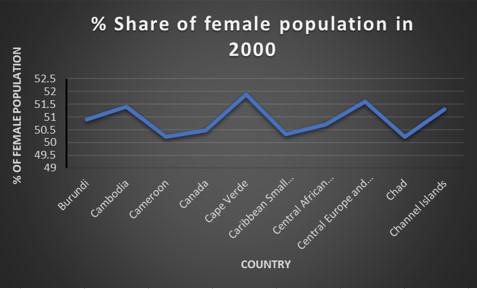 % Share of female population in
2000
% OF FEMALE POPULATION
52.5
52
51.5
51
50.5
50
49.5
49
Burundi
Cambodia
Cameroon
Canada
Cape Verde
Caribbean Small...
Central African...
Central Europe and...
Chad
Channel Islands
COUNTRY